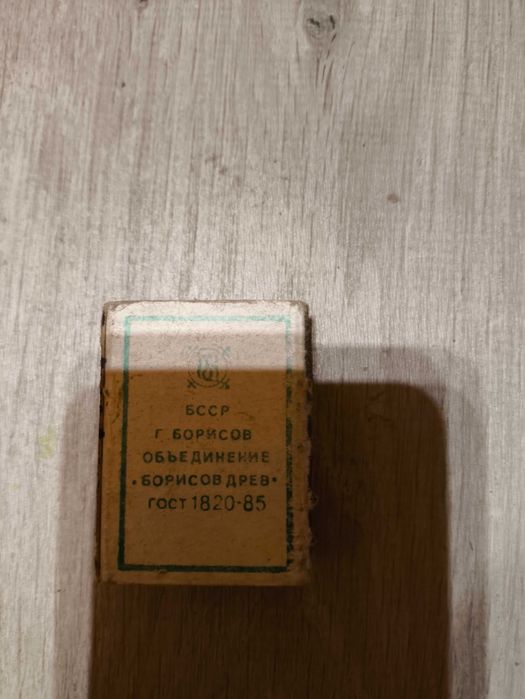 БССР
Г. БОРИСОВ
ОБЪЕДИНЕНИЕ
"БОРИСОВДРЕВ"
ГОСТ 1820-85